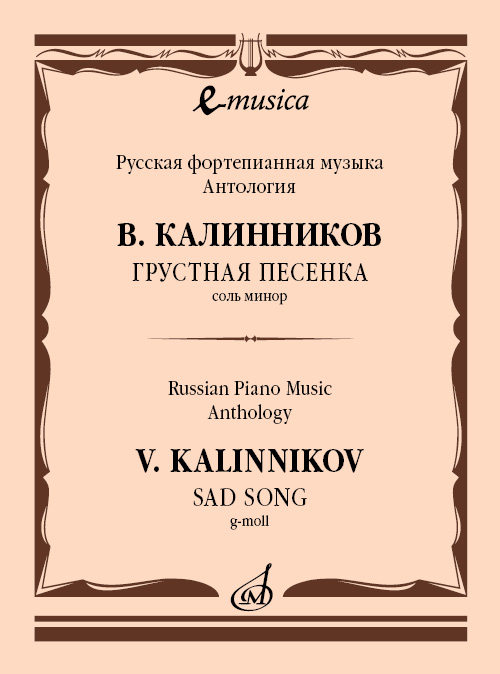 e-musica
Русская фортепианная музыка
Антология
В. КАЛИННИКОВ
ГРУСТНАЯ ПЕСЕНКА
соль минор
Russian Piano Music
Anthology
V. KALINNIKOV
SAD SONG
g-moll
М